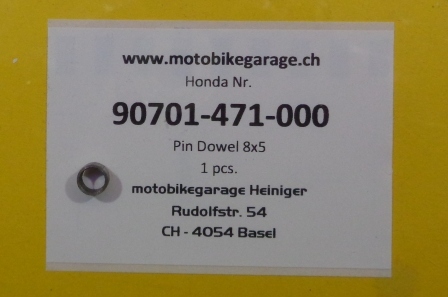 www.motobikegarage.ch
Honda Nr.
90701-471-000
Pin Dowel 8x5
1 pcs.
motobikegarage Heiniger
Rudolfstr. 54
CH - 4054 Basel